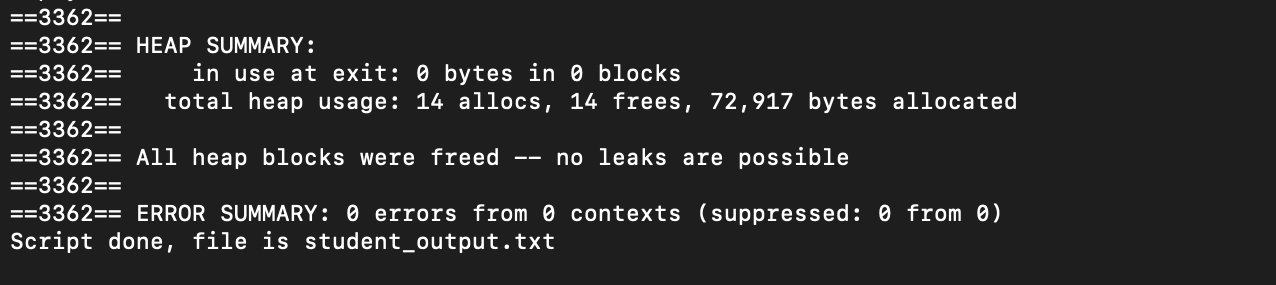 ==3362==
==3362== HEAP SUMMARY:
==3362==     in use at exit: 0 bytes in 0 blocks
==3362==   total heap usage: 14 allocs, 14 frees, 72,917 bytes allocated
==3362==
==3362== All heap blocks were freed -- no leaks are possible
==3362==
==3362== ERROR SUMMARY: 0 errors from 0 contexts (suppressed: 0 from 0)
Script done, file is student_output.txt